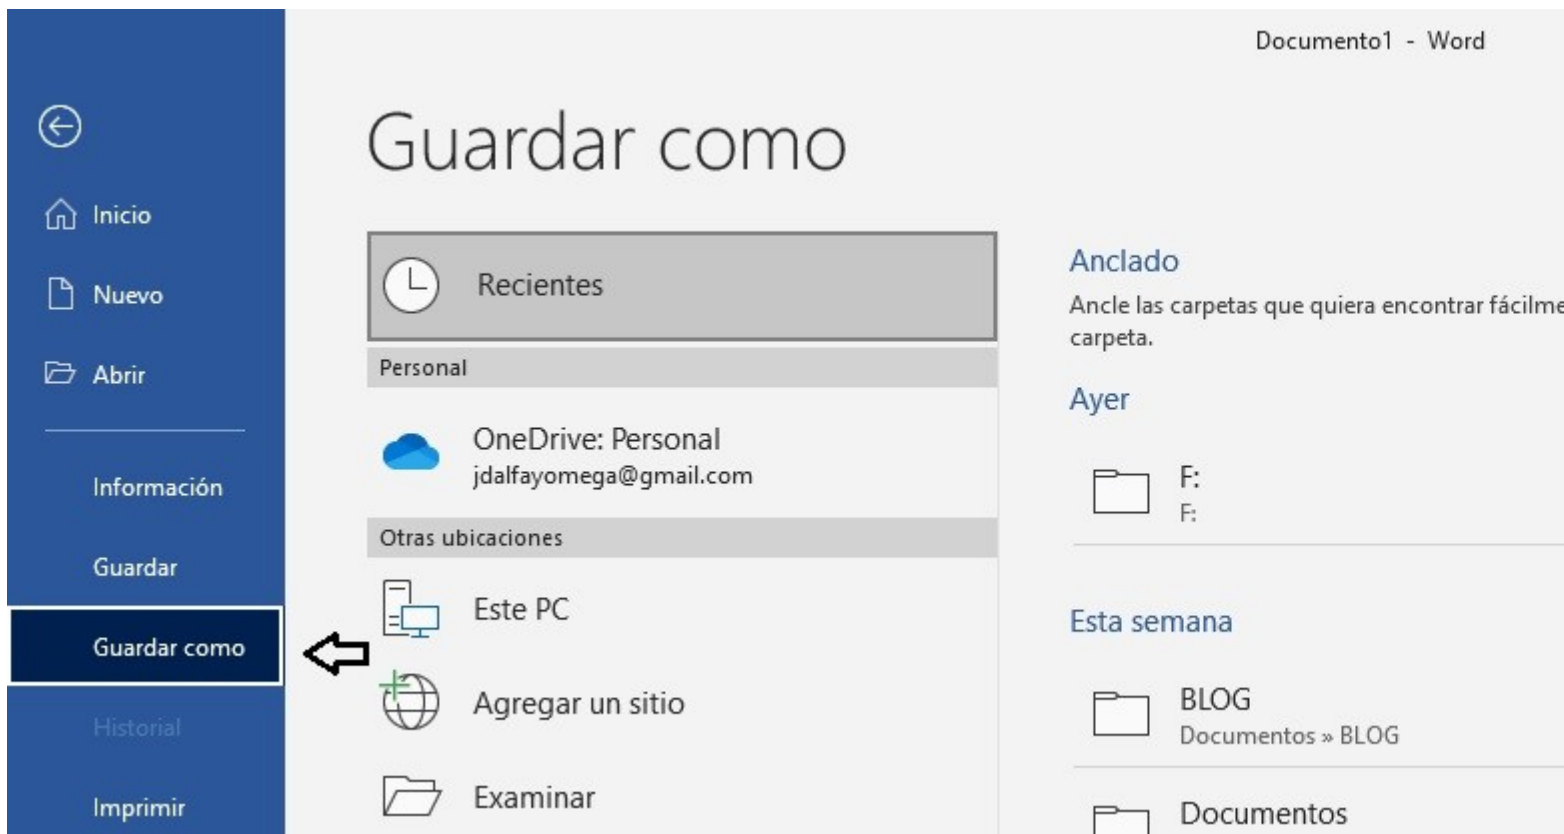 Documento1 - Word
Guardar como
Inicio
Nuevo
Abrir
Información
Guardar
Guardar como
Historial
Imprimir
Recientes
Personal
OneDrive: Personal
jdalfayomega@gmail.com
Otras ubicaciones
Este PC
Agregar un sitio
Examinar
Anclado
Ancle las carpetas que quiera encontrar fácilme
carpeta.
Ayer
F:
F:
Esta semana
BLOG
Documentos » BLOG
Documentos